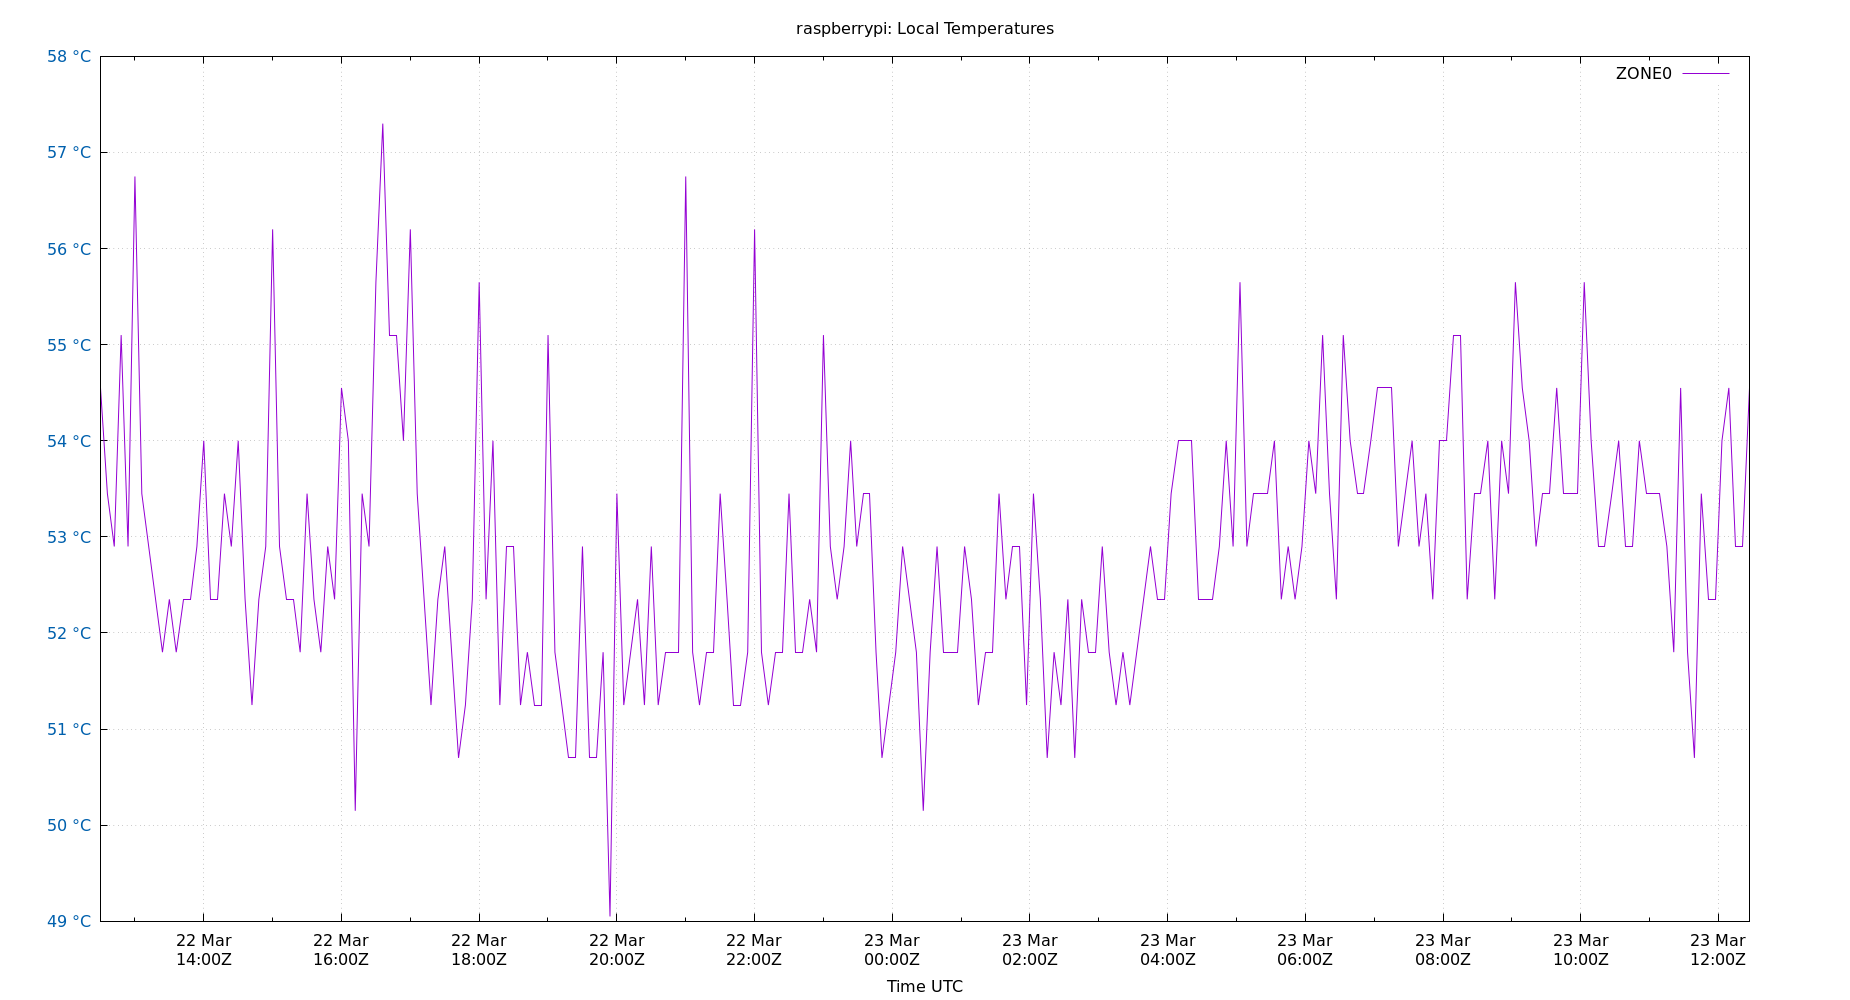 raspberrypi: Local Temperatures
58 °C
ZONE0
57 °C
56 °C
55 °C
54 °C
53 °C
52 °C
51 °C
50 °C
49 °C
22 Mar 22 Mar 22 Mar 22 Mar 22 Mar 23 Mar 23 Mar 23 Mar 23 Mar 23 Mar 23 Mar 23 Mar
14:00Z 16:00Z 18:00Z 20:00Z 22:00Z 00:00Z 02:00Z 04:00Z 06:00Z 08:00Z 10:00Z 12:00Z
Time UTC